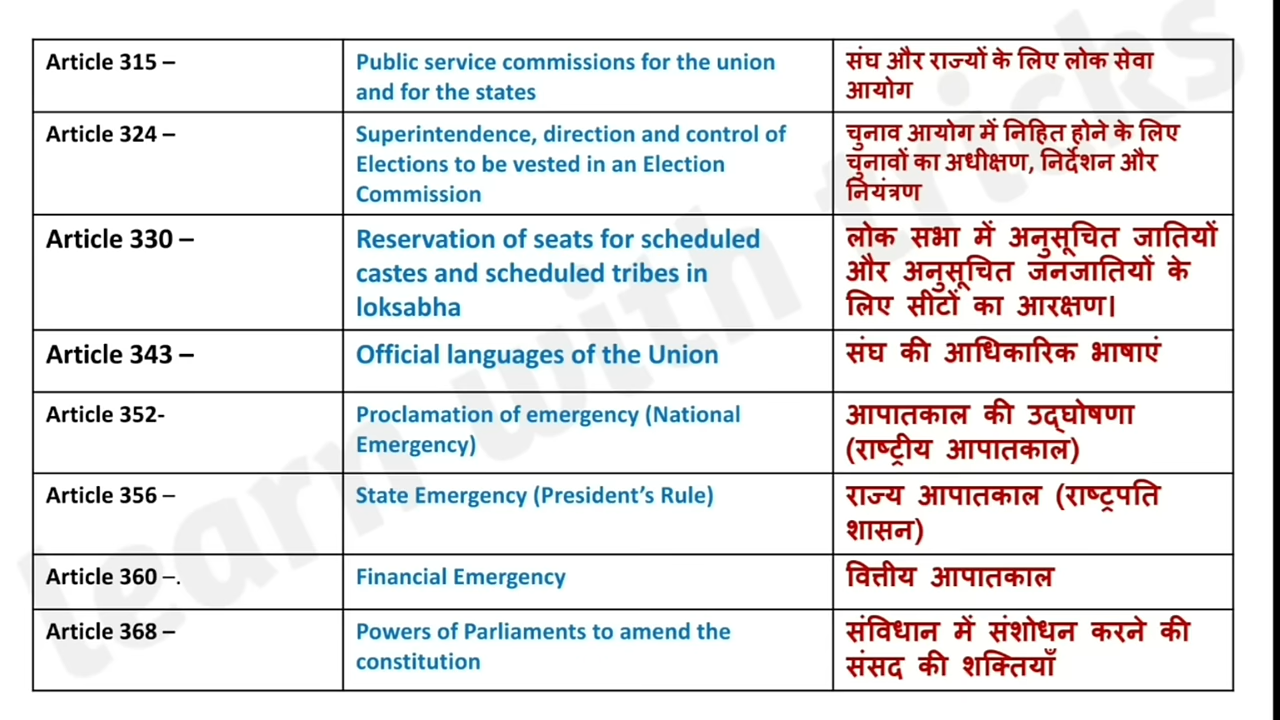 Article 315 –
Public service commissions for the union
and for the states
संघ और राज्यों के लिए लोक सेवा
आयोग
Article 324 –
Superintendence, direction and control of
Elections to be vested in an Election
Commission
चुनाव आयोग में निहित होने के लिए
चुनावों का अधीक्षण, निर्देशन और
नियंत्रण
Article 330 –
Reservation of seats for scheduled
castes and scheduled tribes in
loksabha
लोक सभा में अनुसूचित जातियों
और अनुसूचित जनजातियों के
लिए सीटों का आरक्षण।
Article 343 –
Official languages of the Union
संघ की आधिकारिक भाषाएं
Article 352-
Proclamation of emergency (National
Emergency)
आपातकाल की उद्घोषणा
(राष्ट्रीय आपातकाल)
Article 356 –
State Emergency (President’s Rule)
राज्य आपातकाल (राष्ट्रपति
शासन)
Article 360 –.
Financial Emergency
वित्तीय आपातकाल
Article 368 –
Powers of Parliaments to amend the
constitution
संविधान में संशोधन करने की
संसद की शक्तियाँ
learn with tricks